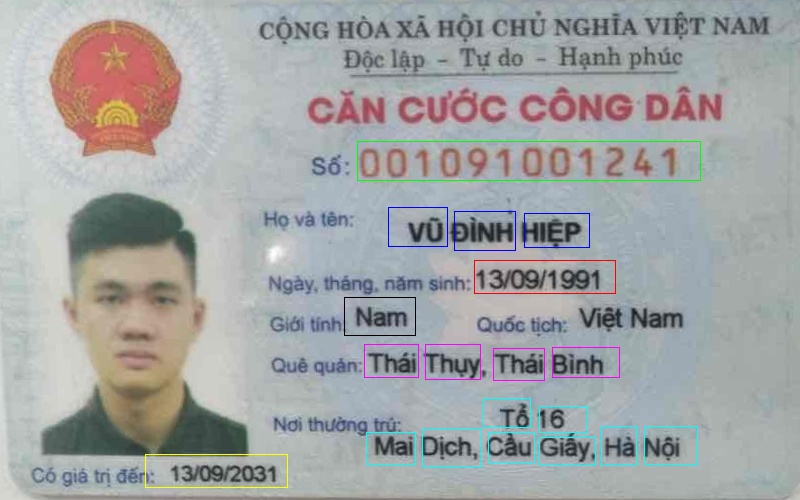 CỘNG HÒA XÃ HỘI CHỦ NGHĨA VIỆT NAM
Độc lập - Tự do - Hạnh phúc
CĂN CƯỚC CÔNG DÂN
Số: 001091001241
Họ và tên: VŨ ĐÌNH HIỆP
Ngày, tháng, năm sinh: 13/09/1991
Giới tính: Nam Quốc tịch: Việt Nam
Quê quán: Thái Thụy, Thái Bình
Nơi thường trú: Tổ 16
Mai Dịch, Cầu Giấy, Hà Nội
Có giá trị đến: 13/09/2031